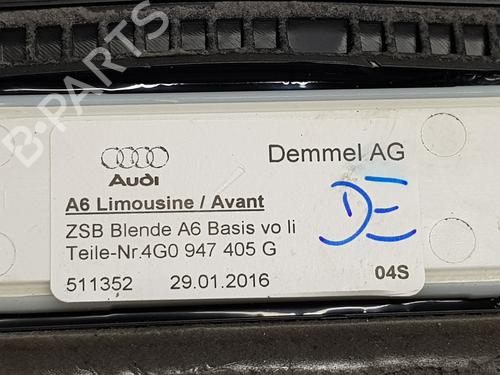 B-PARTS
Audi
Demmel AG
A6 Limousine / Avant
ZSB Blende A6 Basis vo li
Teile-Nr.4G0 947 405 G
DE
511352 29.01.2016 04S